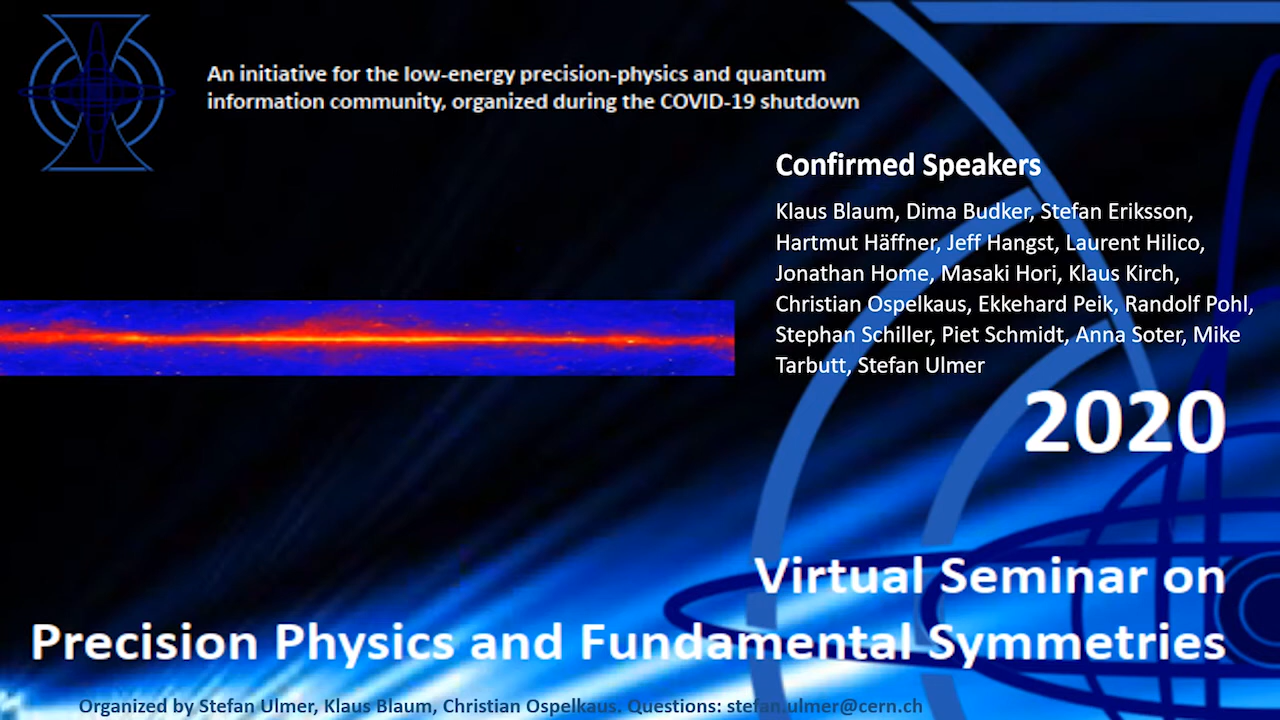 An initiative for the low-energy precision-physics and quantum
information community, organized during the COVID-19 shutdown
Confirmed Speakers
Klaus Blaum, Dima Budker, Stefan Eriksson,
Hartmut Häffner, Jeff Hangst, Laurent Hilico,
Jonathan Home, Masaki Hori, Klaus Kirch,
Christian Ospelkaus, Ekkehard Peik, Randolf Pohl,
Stephan Schiller, Piet Schmidt, Anna Soter, Mike
Tarbutt, Stefan Ulmer
2020
Virtual Seminar on
Precision Physics and Fundamental Symmetries
Organized by Stefan Ulmer, Klaus Blaum, Christian Ospelkaus. Questions: stefan.ulmer@cern.ch